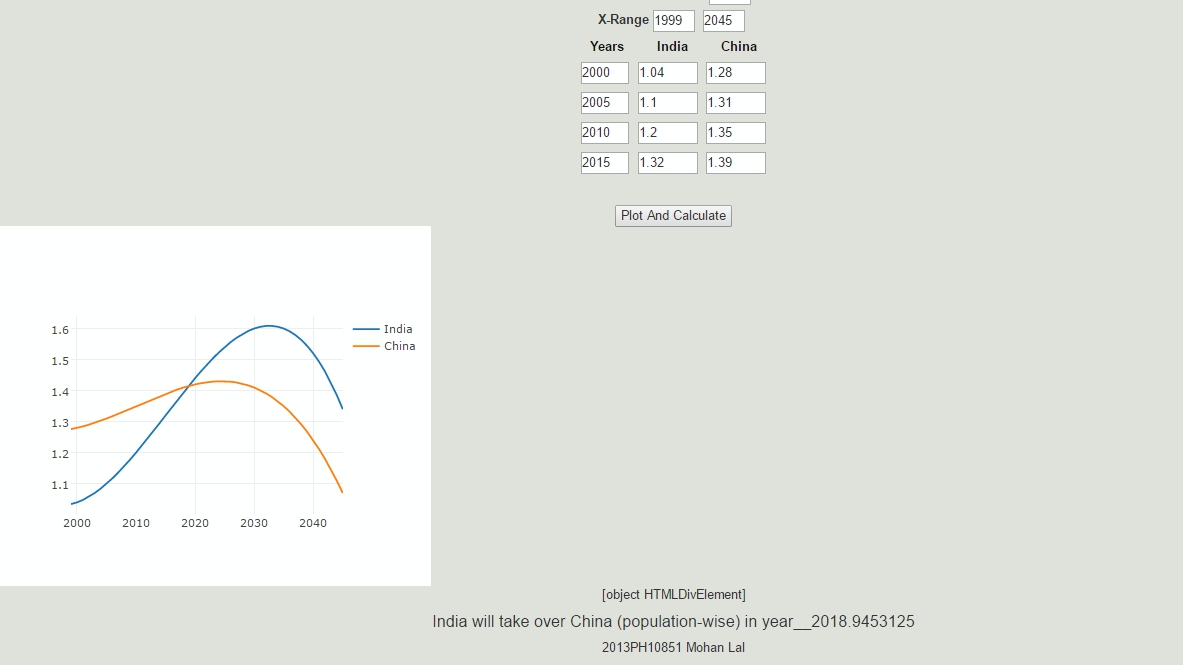 X-Range 1999 2045
Years India China
2000 1.04 1.28
2005 1.1 1.31
2010 1.2 1.35
2015 1.32 1.39
Plot And Calculate
India
China
1.6
1.5
1.4
1.3
1.2
1.1
2000 2010 2020 2030 2040
[object HTMLDivElement]
India will take over China (population-wise) in year__2018.9453125
2013PH10851 Mohan Lal